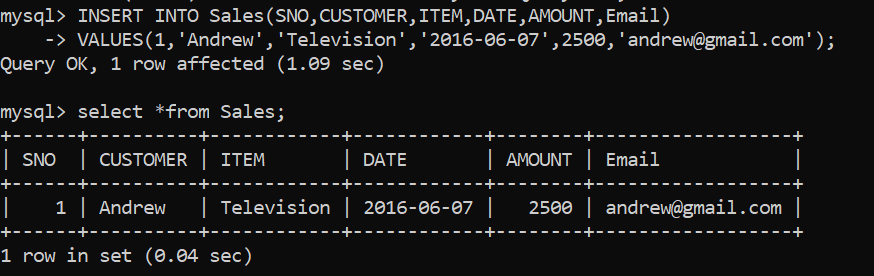 mysql> INSERT INTO Sales(SNO,CUSTOMER,ITEM,DATE,AMOUNT,Email)
    -> VALUES(1,'Andrew','Television','2016-06-07',2500,'andrew@gmail.com');
Query OK, 1 row affected (1.09 sec)

mysql> select *from Sales;
+------+----------+------------+------------+--------+------------------+
| SNO  | CUSTOMER | ITEM       | DATE       | AMOUNT | Email            |
+------+----------+------------+------------+--------+------------------+
|    1 | Andrew   | Television | 2016-06-07 |   2500 | andrew@gmail.com |
+------+----------+------------+------------+--------+------------------+
1 row in set (0.04 sec)